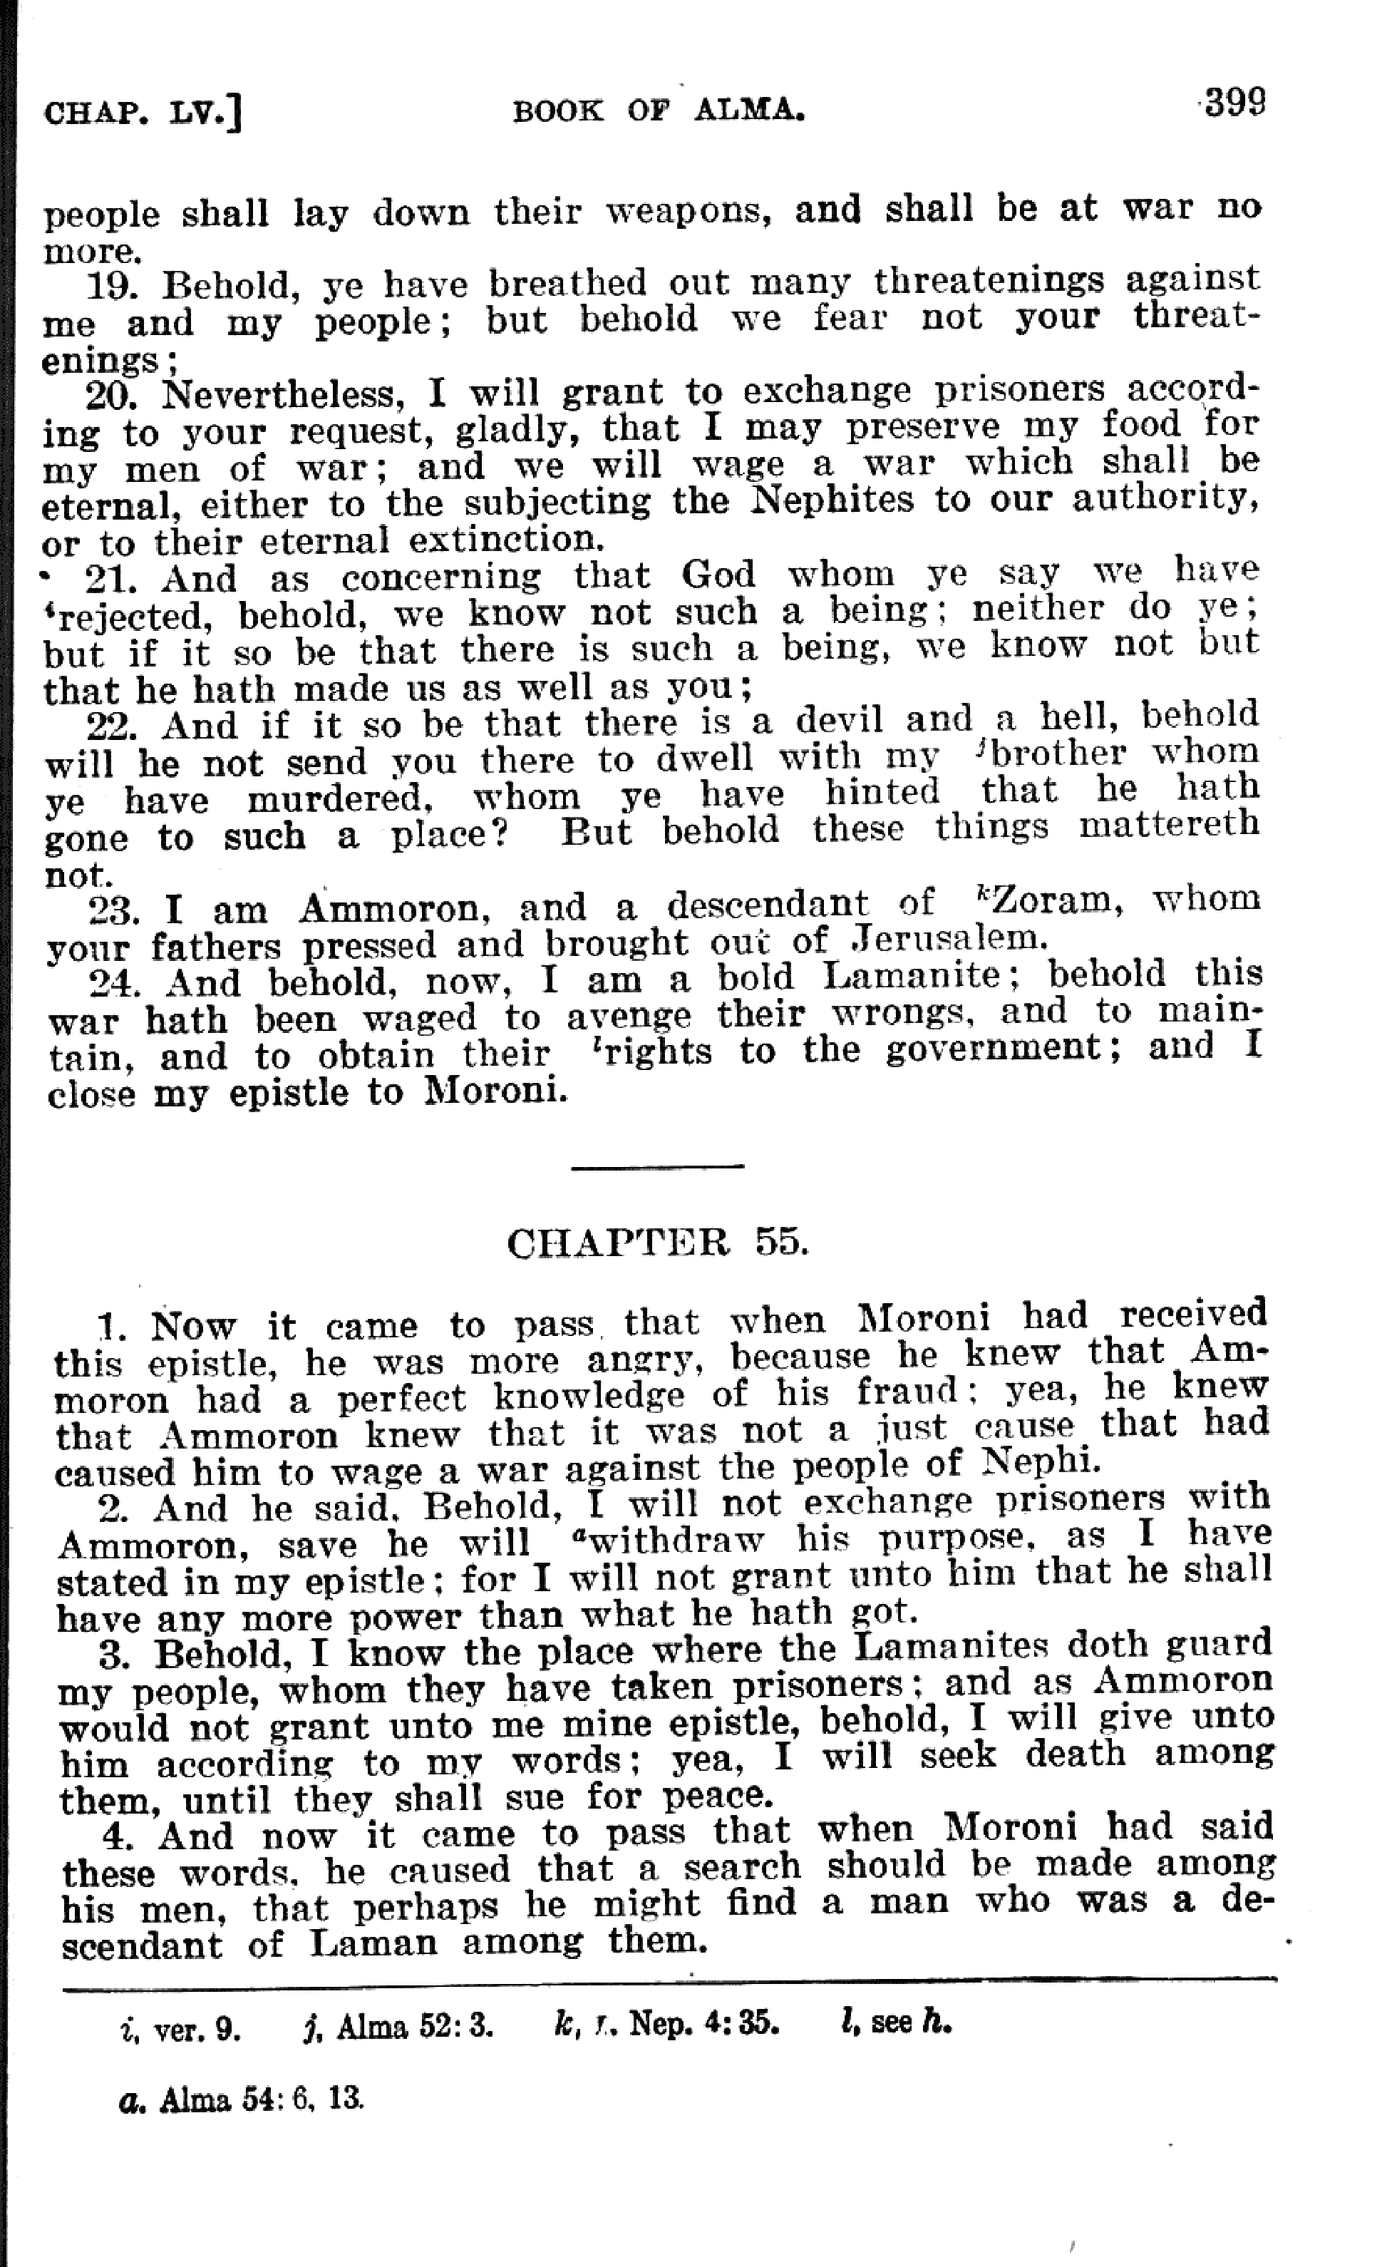 CHAP. LV.] BOOK OF ALMA. 399
people shall lay down their weapons, and shall be at war no
more.
19. Behold, ye have breathed out many threatenings against
me and my people; but behold we fear not your threat-
enings;
20. Nevertheless, I will grant to exchange prisoners accord-
ing to your request, gladly, that I may preserve my food for
my men of war; and we will wage a war which shall be
eternal, either to the subjecting the Nephites to our authority,
or to their eternal extinction.
21. And as concerning that God whom ye say we have
ⁱrejected, behold, we know not such a being; neither do ye;
but if it so be that there is such a being, we know not but
that he hath made us as well as you;
22. And if it so be that there is a devil and a hell, behold
will he not send you there to dwell with my ʲbrother whom
ye have murdered, whom ye have hinted that he hath
gone to such a place? But behold these things mattereth
not.
23. I am Ammoron, and a descendant of ᵏZoram, whom
your fathers pressed and brought out of Jerusalem.
24. And behold, now, I am a bold Lamanite; behold this
war hath been waged to avenge their wrongs, and to main-
tain, and to obtain their ˡrights to the government; and I
close my epistle to Moroni.
CHAPTER 55.
1. Now it came to pass that when Moroni had received
this epistle, he was more angry, because he knew that Am-
moron had a perfect knowledge of his fraud; yea, he knew
that Ammoron knew that it was not a just cause that had
caused him to wage a war against the people of Nephi.
2. And he said, Behold, I will not exchange prisoners with
Ammoron, save he will ᵃwithdraw his purpose, as I have
stated in my epistle; for I will not grant unto him that he shall
have any more power than what he hath got.
3. Behold, I know the place where the Lamanites doth guard
my people, whom they have taken prisoners; and as Ammoron
would not grant unto me mine epistle, behold, I will give unto
him according to my words; yea, I will seek death among
them, until they shall sue for peace.
4. And now it came to pass that when Moroni had said
these words, he caused that a search should be made among
his men, that perhaps he might find a man who was a de-
scendant of Laman among them.
i, ver. 9. j, Alma 52: 3. k, I. Nep. 4: 35. l, see h.
a. Alma 54: 6, 13.